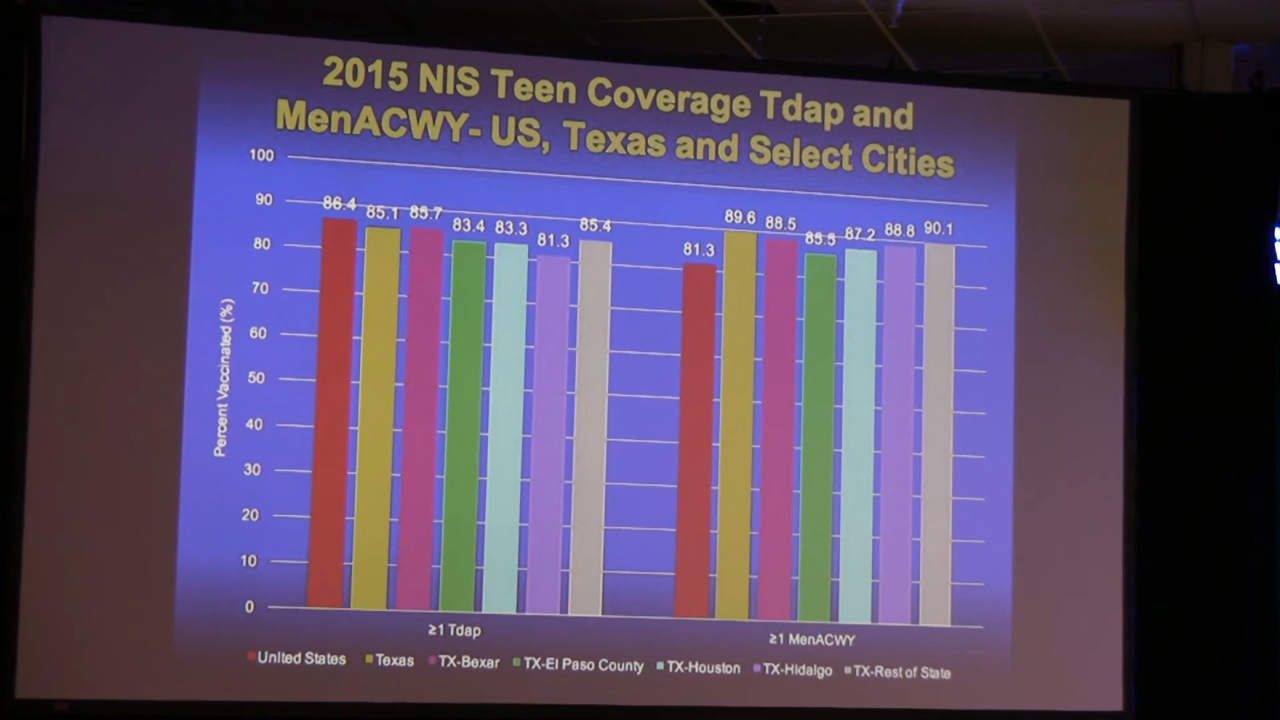 2015 NIS Teen Coverage Tdap and
MenACWY- US, Texas and Select Cities
100
90
80
70
60
50
40
30
20
10
0
Percent Vaccinated (%)
86.4 85.1 85.7 83.4 83.3 81.3 85.4
81.3 89.6 88.5 85.5 87.2 88.8 90.1
≥1 Tdap ≥1 MenACWY
United States Texas TX-Bexar TX-El Paso County TX-Houston TX-Hidalgo TX-Rest of State